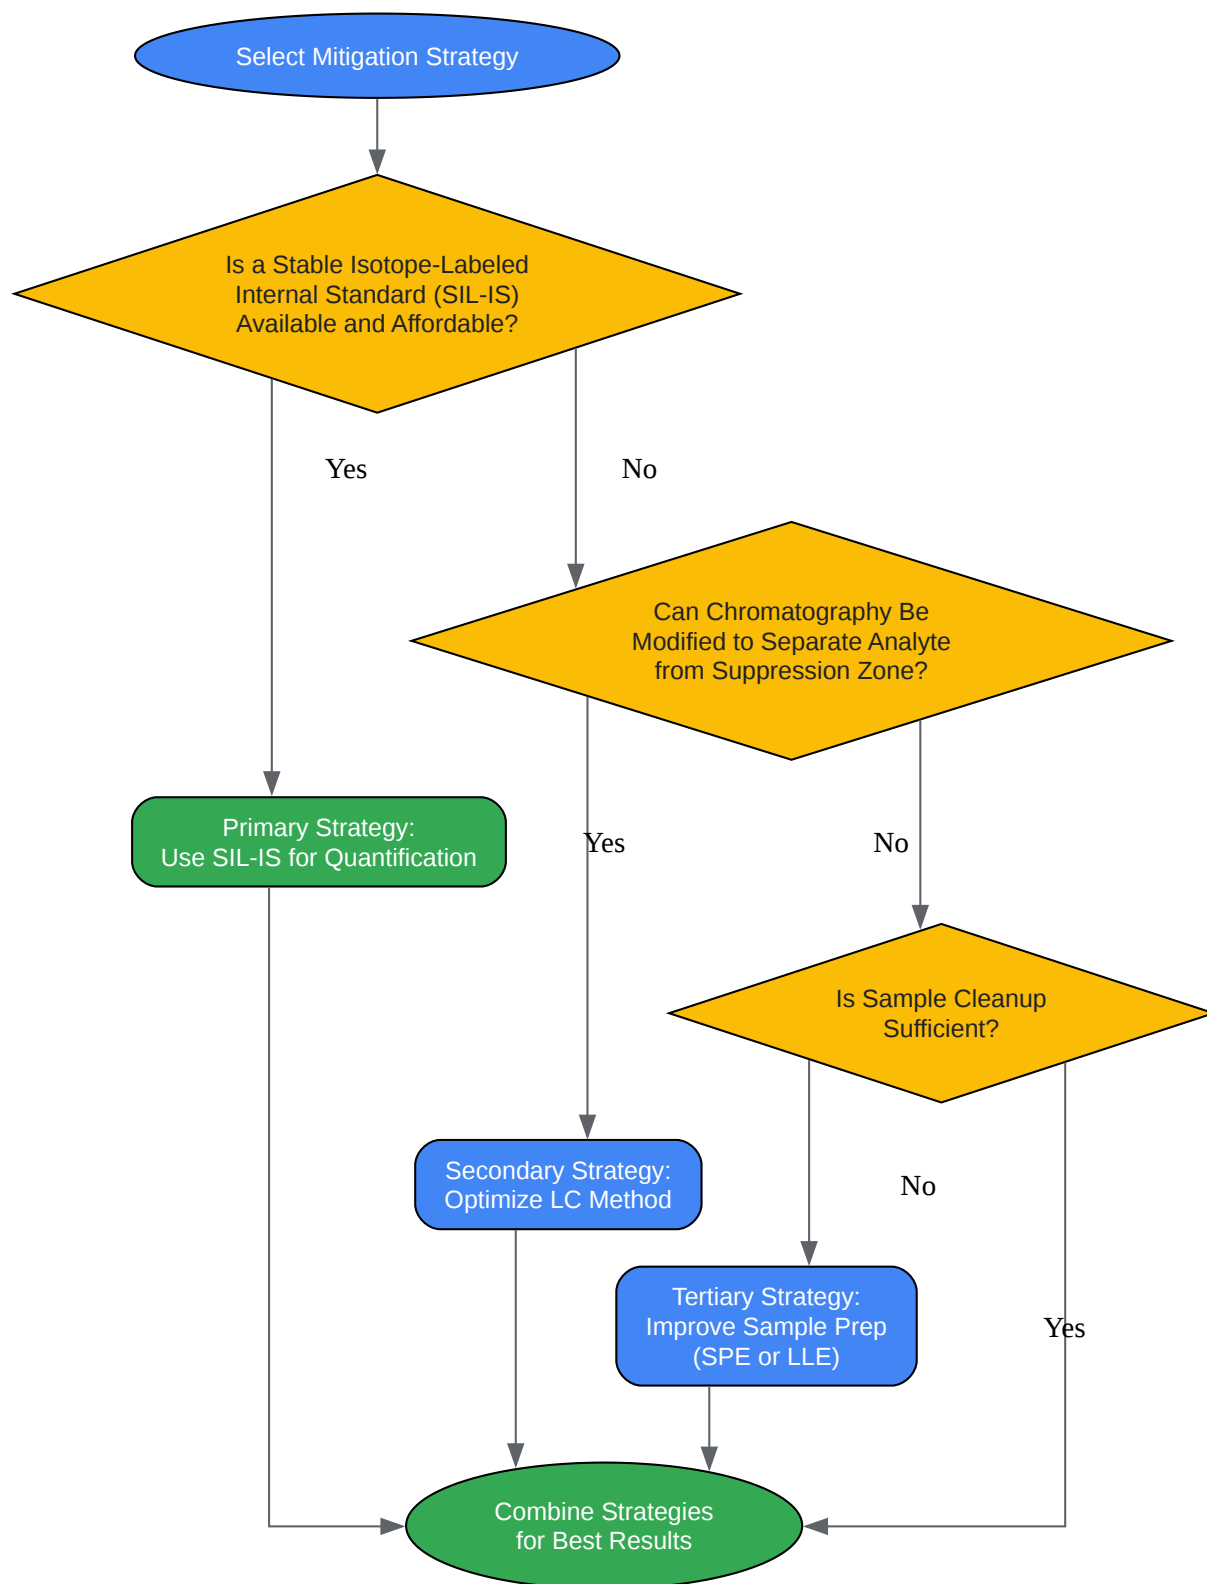 Select Mitigation Strategy
Is a Stable Isotope-Labeled
Internal Standard (SIL-IS)
Available and Affordable?
Yes
No
Can Chromatography Be
Modified to Separate Analyte
from Suppression Zone?
Primary Strategy:
Use SIL-IS for Quantification
Yes
No
Is Sample Cleanup
Sufficient?
Secondary Strategy:
Optimize LC Method
No
Tertiary Strategy:
Improve Sample Prep
(SPE or LLE)
Yes
Combine Strategies
for Best Results